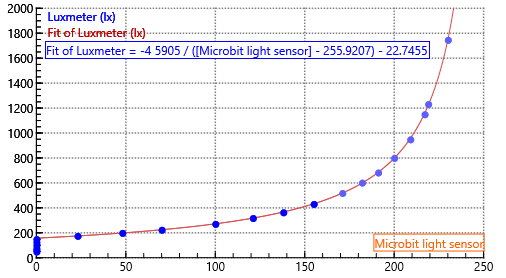 2000
Luxmeter (lx)
1800
Fit of Luxmeter (lx)
Fit of Luxmeter = -4 5905 / ([Microbit light sensor] - 255.9207) - 22.7455
1600
1400
1200
1000
800
600
400
200
Microbit light sensor
0
0 50 100 150 200 250